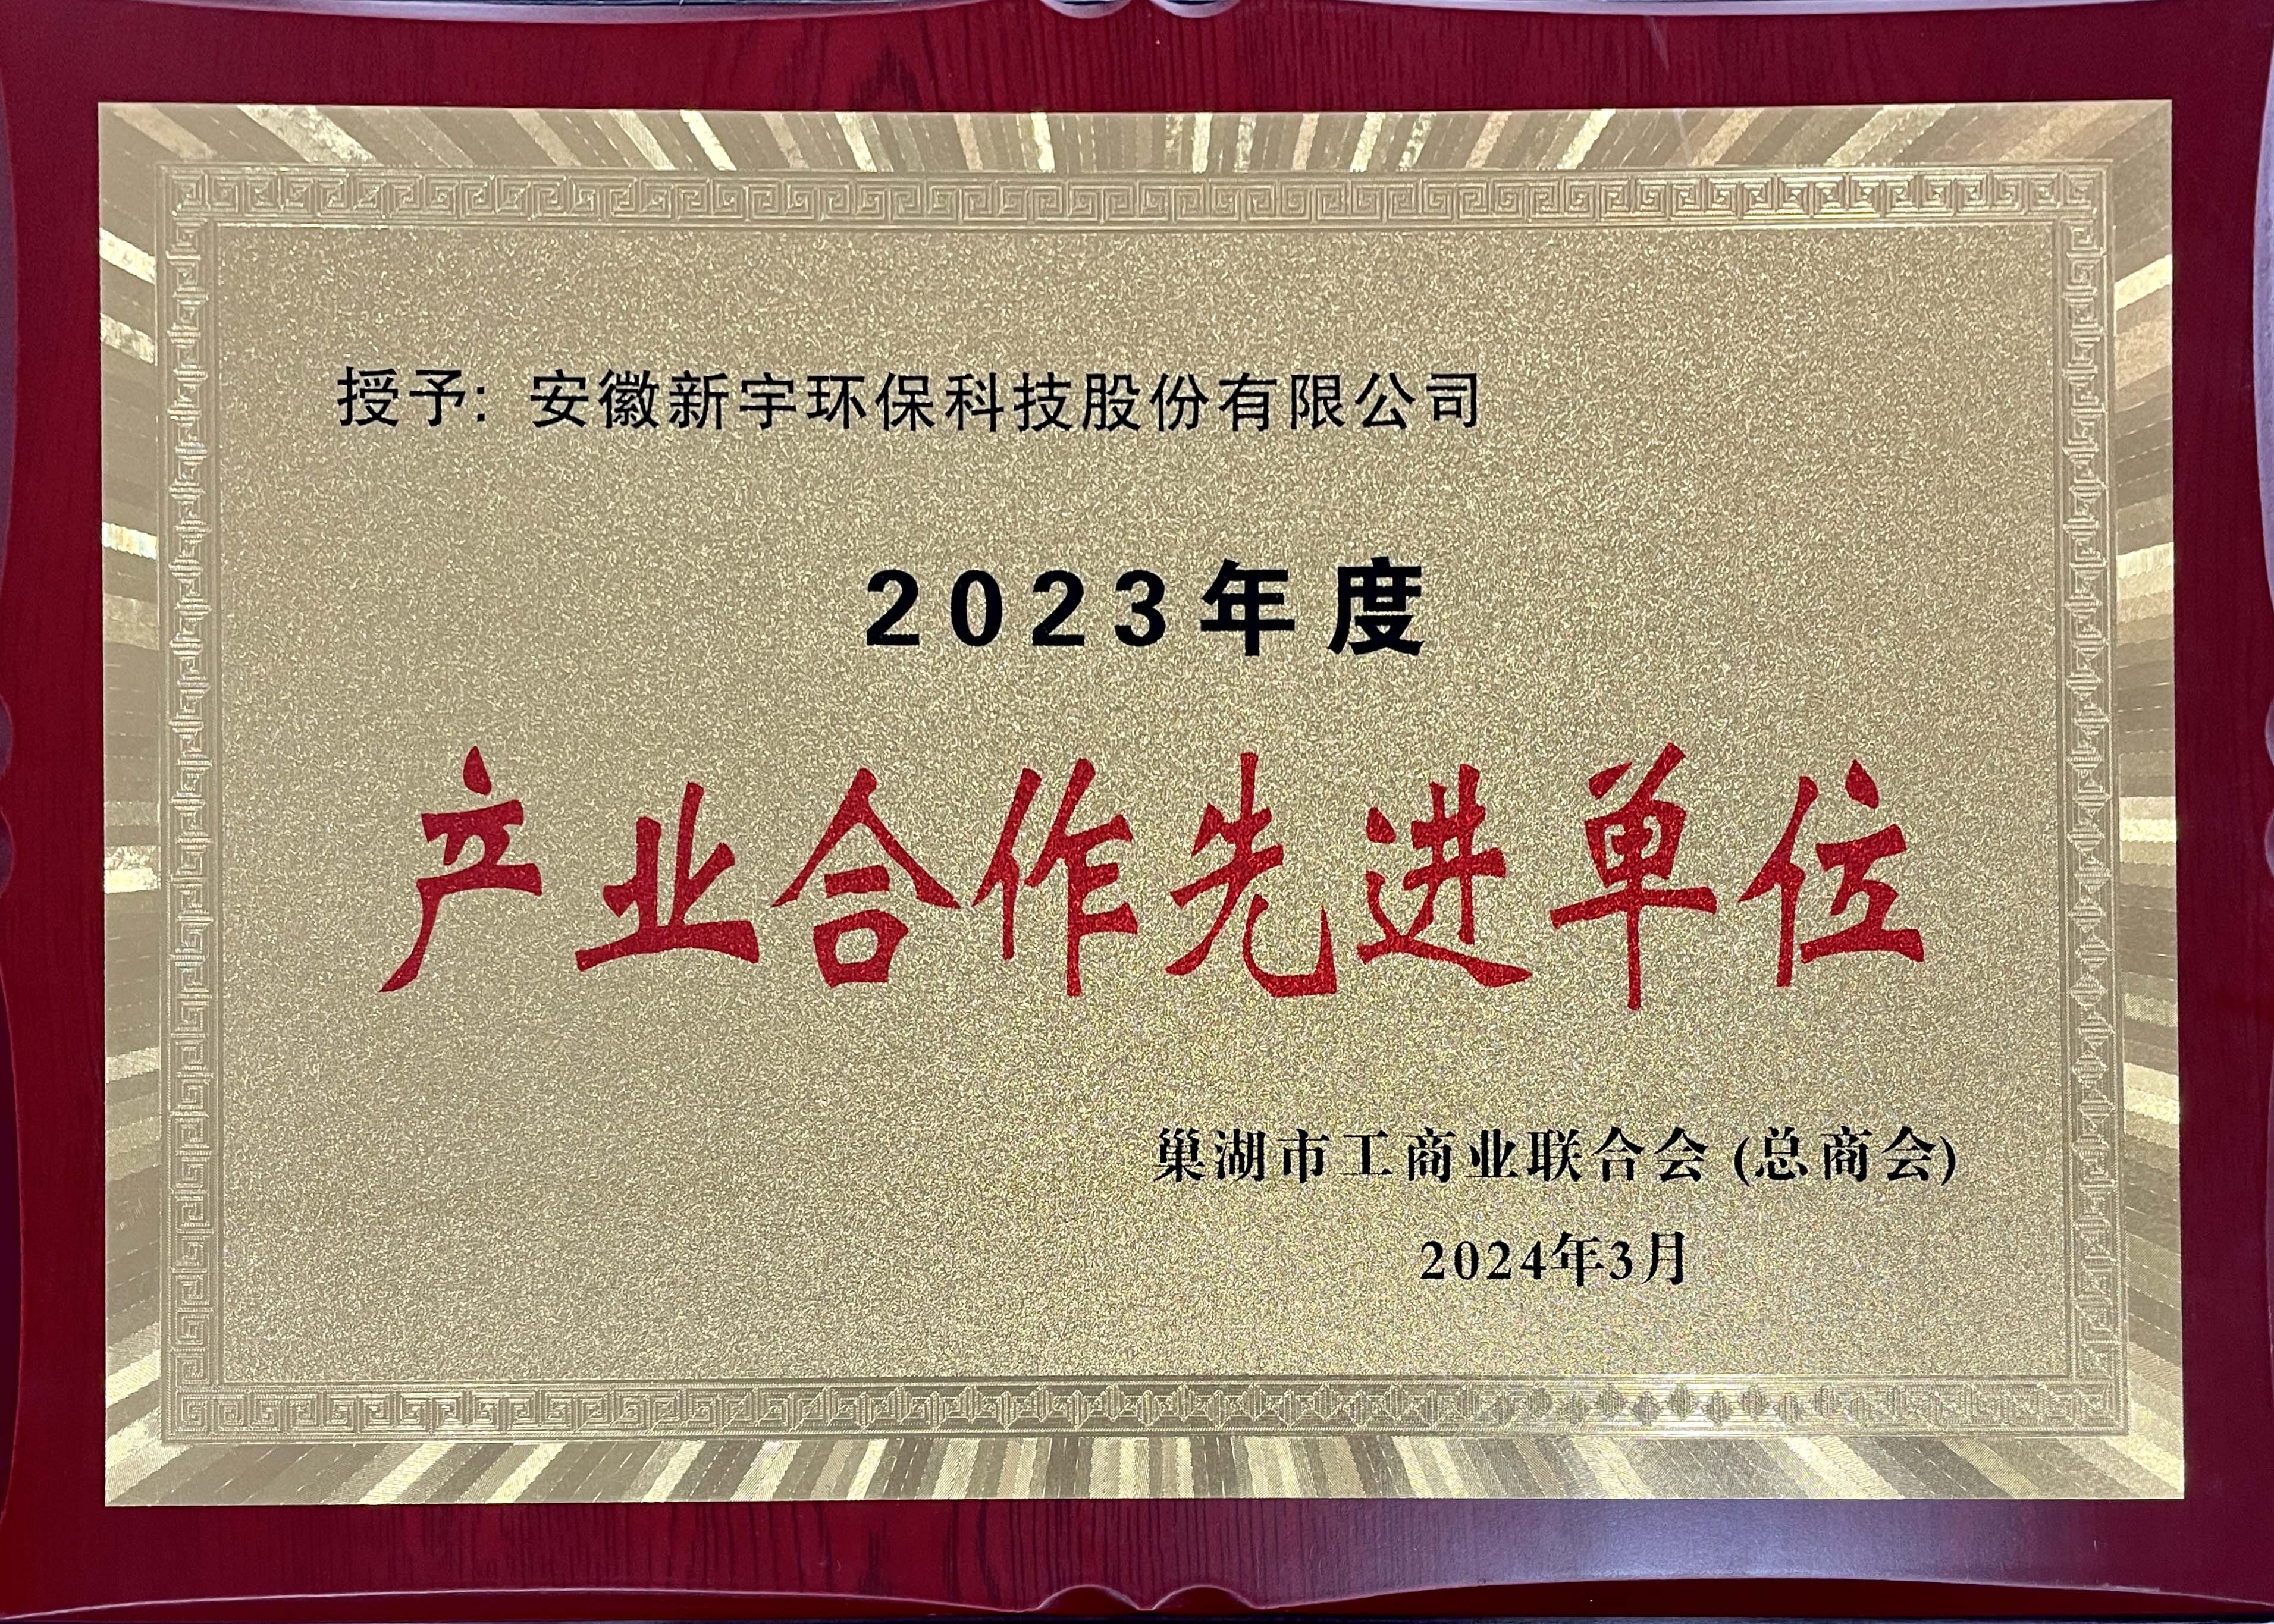 授予: 安徽新宇环保科技股份有限公司
2023年度
产业合作先进单位
巢湖市工商业联合会 (总商会)
2024年3月